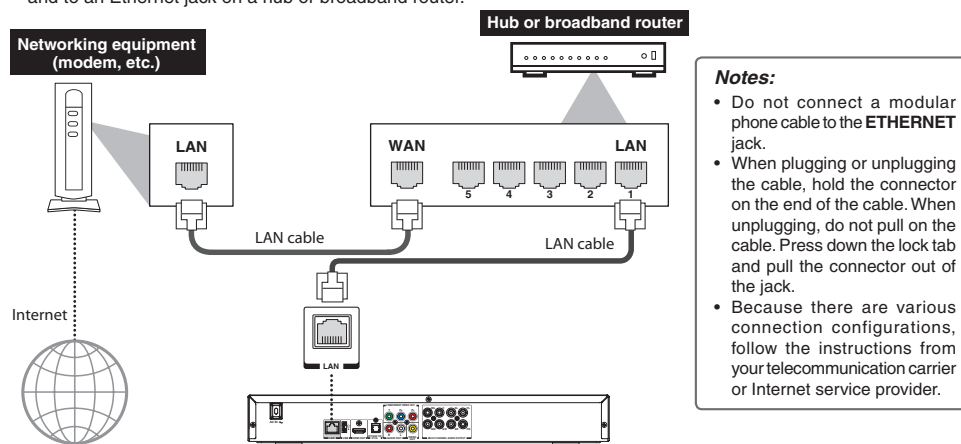 and to an Ethernet jack on a hub or broadband router.
Hub or broadband router
Networking equipment
(modem, etc.)
LAN
WAN
LAN
5 4 3 2 1
LAN cable
LAN cable
Internet
LAN
Notes:
• Do not connect a modular
phone cable to the ETHERNET
jack.
• When plugging or unplugging
the cable, hold the connector
on the end of the cable. When
unplugging, do not pull on the
cable. Press down the lock tab
and pull the connector out of
the jack.
• Because there are various
connection configurations,
follow the instructions from
your telecommunication carrier
or Internet service provider.